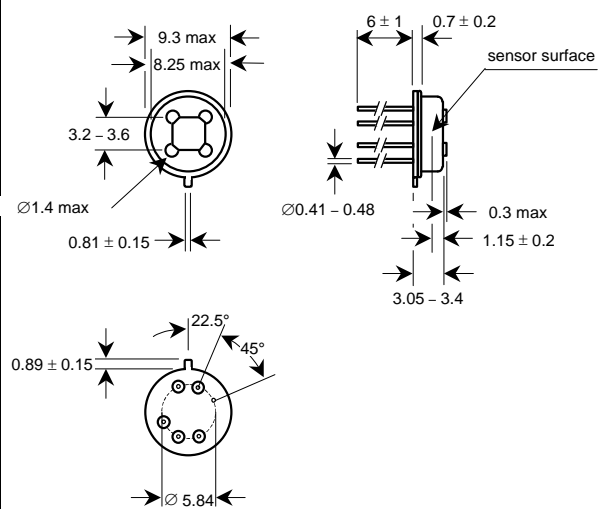 9.3 max
8.25 max
3.2 – 3.6
Ø1.4 max
0.81 ± 0.15
6 ± 1
0.7 ± 0.2
sensor surface
Ø0.41 – 0.48
0.3 max
1.15 ± 0.2
3.05 – 3.4
22.5°
45°
0.89 ± 0.15
Ø 5.84